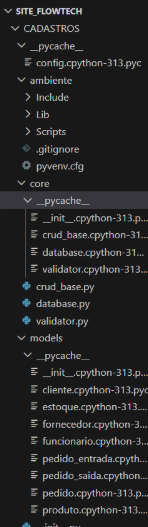 SITE_FLOWTECH
CADASTROS
__pycache__
config.cpython-313.pyc
ambiente
Include
Lib
Scripts
.gitignore
pyvenv.cfg
core
__pycache__
__init__.cpython-313.p...
crud_base.cpython-31...
database.cpython-31...
validator.cpython-313...
crud_base.py
database.py
validator.py
models
__pycache__
__init__.cpython-313.p...
cliente.cpython-313.pyc
estoque.cpython-313....
fornecedor.cpython-3...
funcionario.cpython-3...
pedido_entrada.cpyth...
pedido_saida.cpython...
pedido.cpython-313.p...
produto.cpython-313....
__init__.py